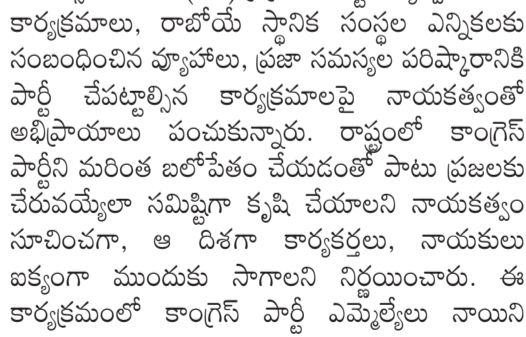 కార్యక్రమాలు, రాబోయే స్థానిక సంస్థల ఎన్నికలకు
సంబంధించిన వ్యూహాలు, ప్రజా సమస్యల పరిష్కారానికి
పార్టీ చేపట్టాల్సిన కార్యక్రమాలపై నాయకత్వంతో
అభిప్రాయాలు పంచుకున్నారు. రాష్ట్రంలో కాంగ్రెస్
పార్టీని మరింత బలోపేతం చేయడంతో పాటు ప్రజలకు
చేరువయ్యేలా సమిష్టిగా కృషి చేయాలని నాయకత్వం
సూచించగా, ఆ దిశగా కార్యకర్తలు, నాయకులు
ఐక్యంగా ముందుకు సాగాలని నిర్ణయించారు. ఈ
కార్యక్రమంలో కాంగ్రెస్ పార్టీ ఎమ్మెల్యేలు నాయిని